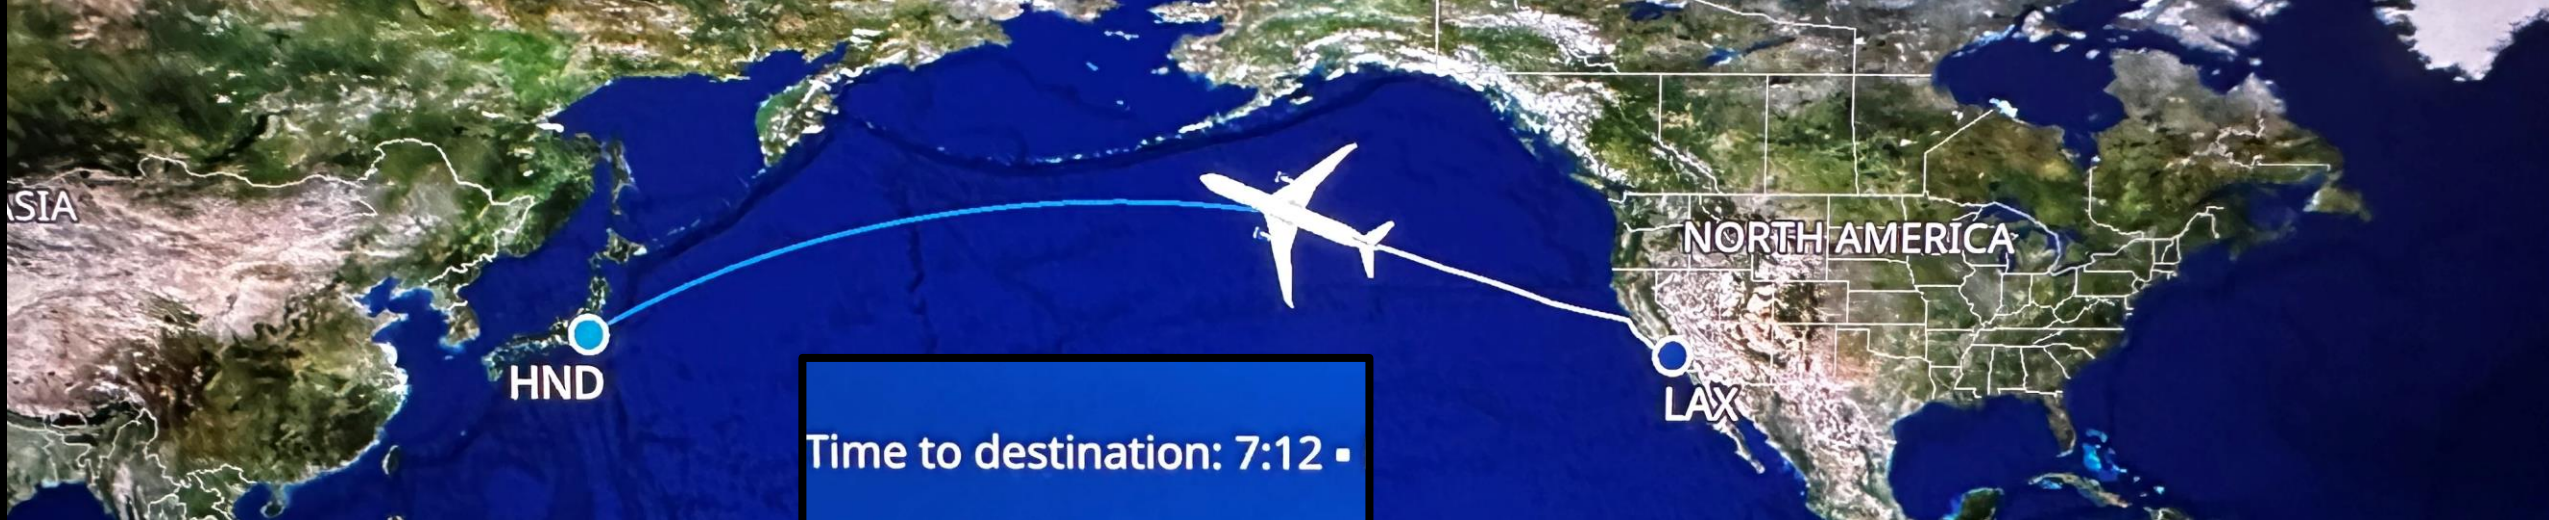 ASIA
NORTH AMERICA
HND
LAX
Time to destination: 7:12 ▪